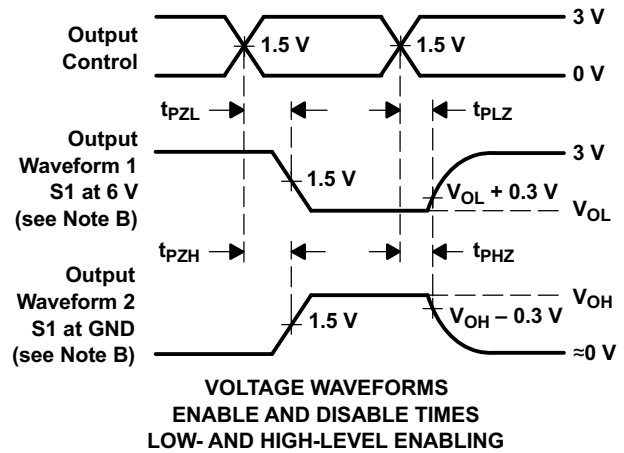 Output
Control
1.5 V
1.5 V
3 V
0 V
tPZL
tPLZ
Output
Waveform 1
S1 at 6 V
(see Note B)
1.5 V
3 V
VOL + 0.3 V
VOL
tPZH
tPHZ
Output
Waveform 2
S1 at GND
(see Note B)
1.5 V
VOH
VOH – 0.3 V
≈0 V
VOLTAGE WAVEFORMS
ENABLE AND DISABLE TIMES
LOW- AND HIGH-LEVEL ENABLING